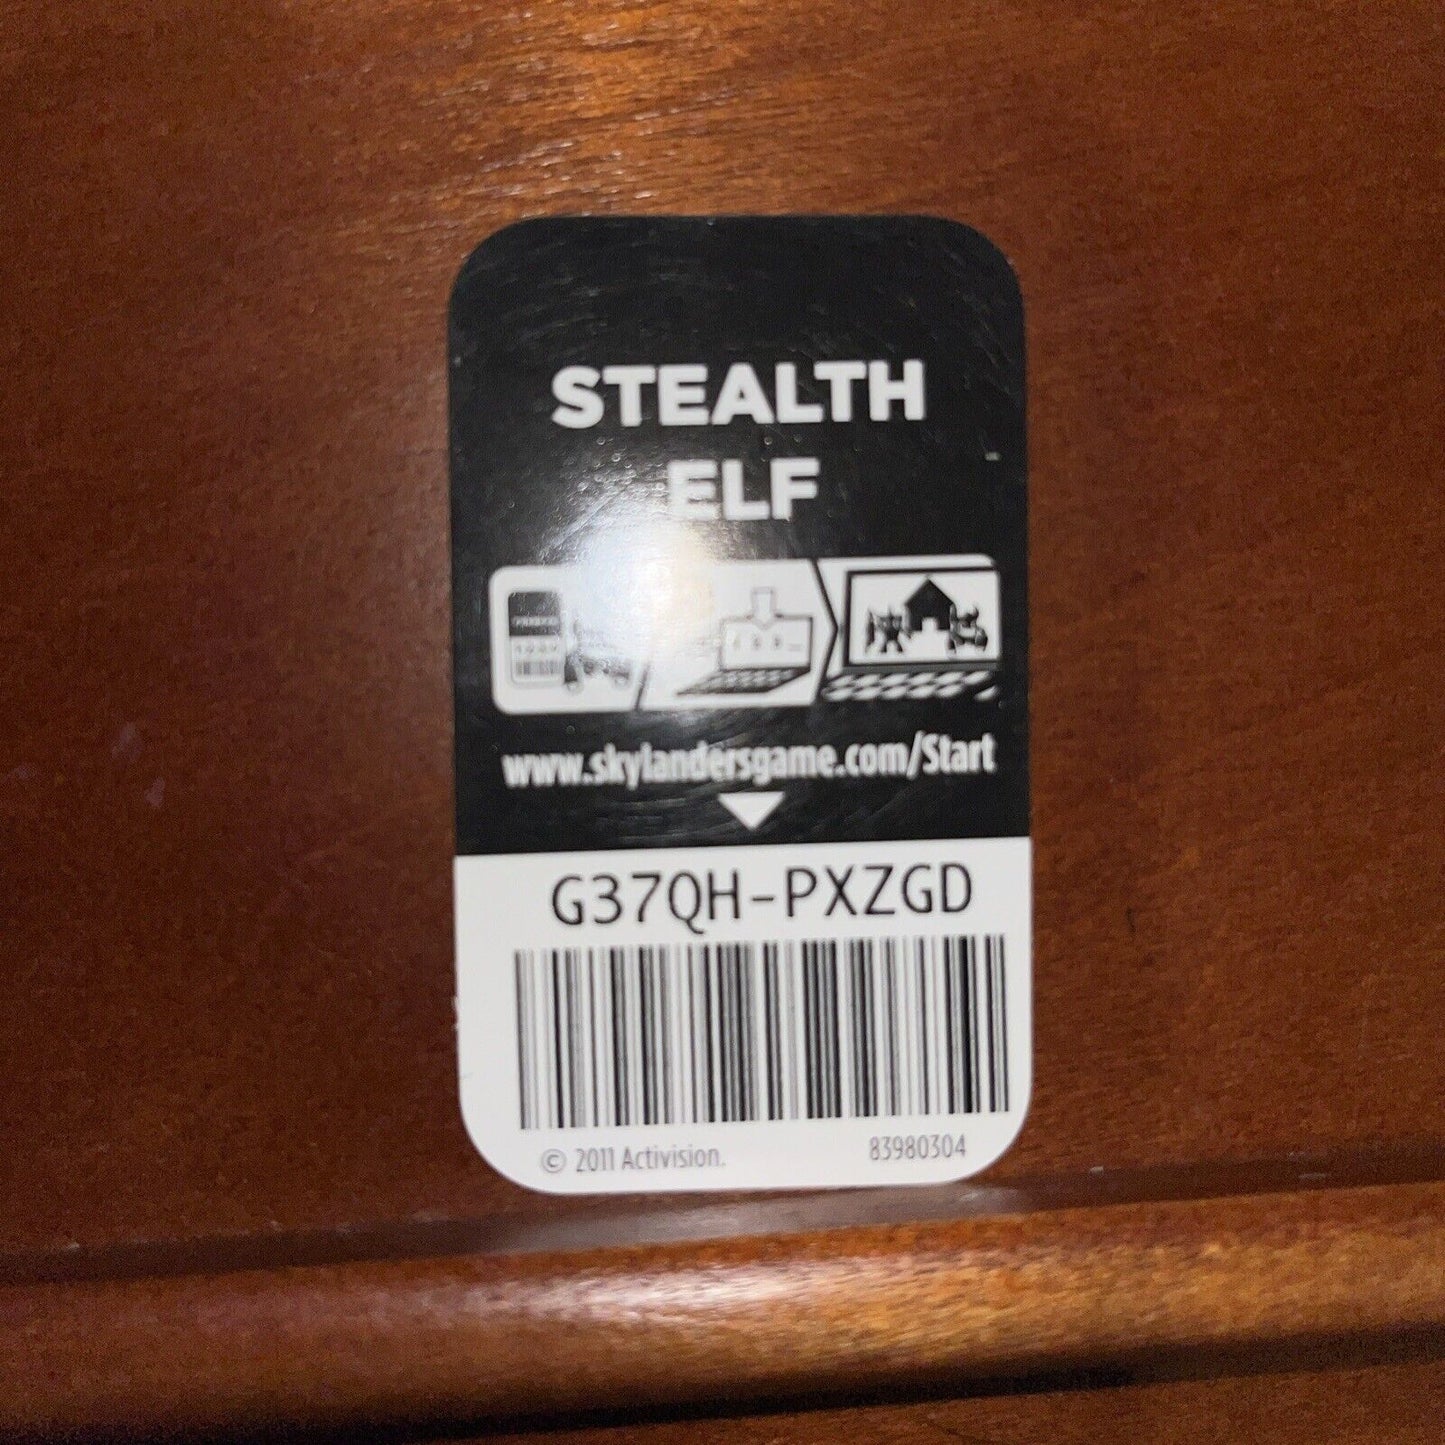 STEALTH
ELF
www.skylandersgame.com/Start
G37QH-PXZGD
© 2011 Activision. 83980304